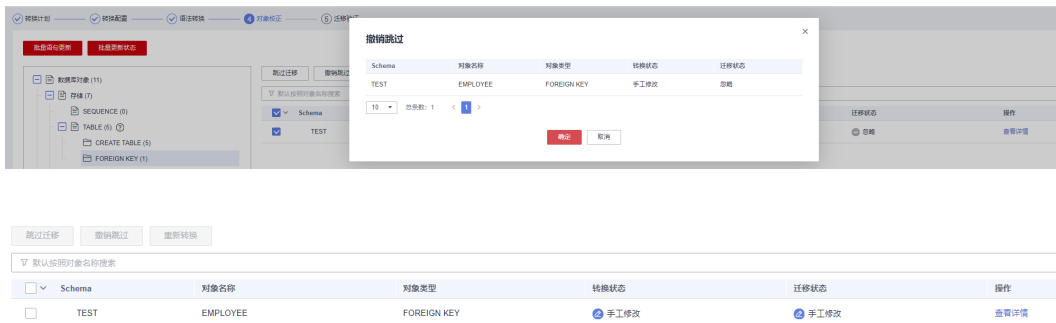 转换计划 转换配置 语法转换 4 对象校正 5
撤销跳过
批量语句更新 批量更新状态
Schema 对象名称 对象类型 转换状态 迁移状态
TEST EMPLOYEE FOREIGN KEY 手工修改 忽略
10 总条数: 1 < 1 >
确定 取消
数据库对象 (11)
存储 (7)
SEQUENCE (0)
TABLE (6)
CREATE TABLE (5)
FOREIGN KEY (1)
跳过迁移 撤销跳过
默认按照对象名称搜索
Schema 迁移状态 操作
TEST 忽略 查看详情
跳过迁移 撤销跳过 重新转换
默认按照对象名称搜索
Schema 对象名称 对象类型 转换状态 迁移状态 操作
TEST EMPLOYEE FOREIGN KEY 手工修改 手工修改 查看详情